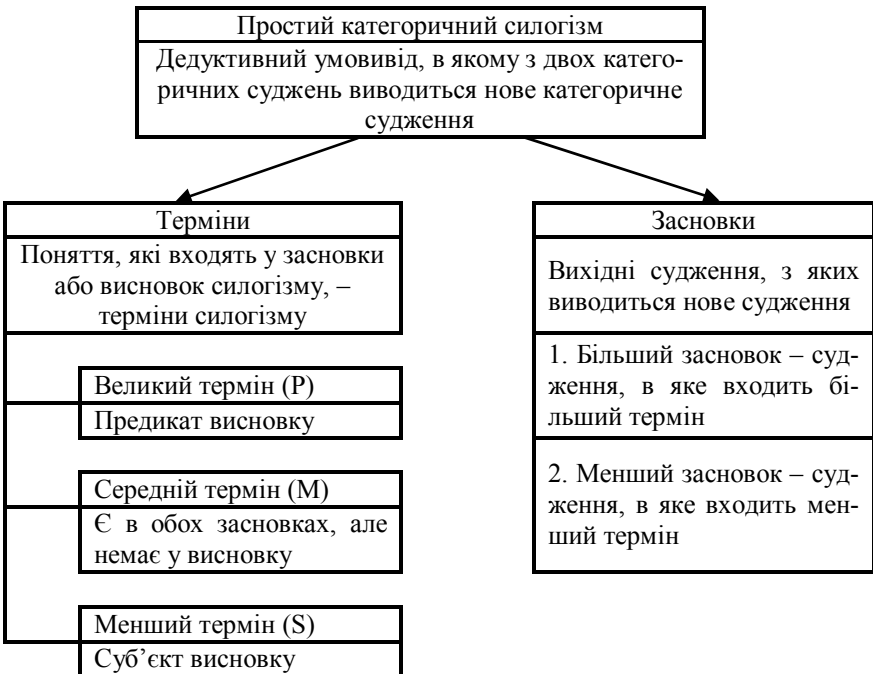 Простий категоричний силогізм
Дедуктивний умовивід, в якому з двох катего-
ричних суджень виводиться нове категоричне
судження
Терміни
Поняття, які входять у засновки
або висновок силогізму, –
терміни силогізму
Великий термін (P)
Предикат висновку
Середній термін (M)
Є в обох засновках, але
немає у висновку
Менший термін (S)
Суб’єкт висновку
Засновки
Вихідні судження, з яких
виводиться нове судження
1. Більший засновок – суд-
ження, в яке входить бі-
льший термін
2. Менший засновок – суд-
ження, в яке входить мен-
ший термін